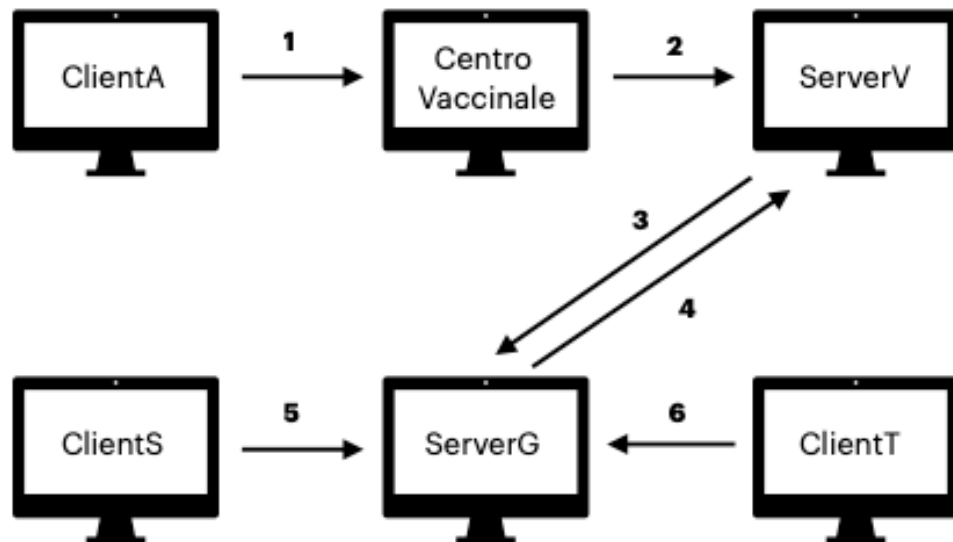 ClientA
1
Centro
Vaccinale
2
ServerV
3
4
ClientS
5
ServerG
6
ClientT